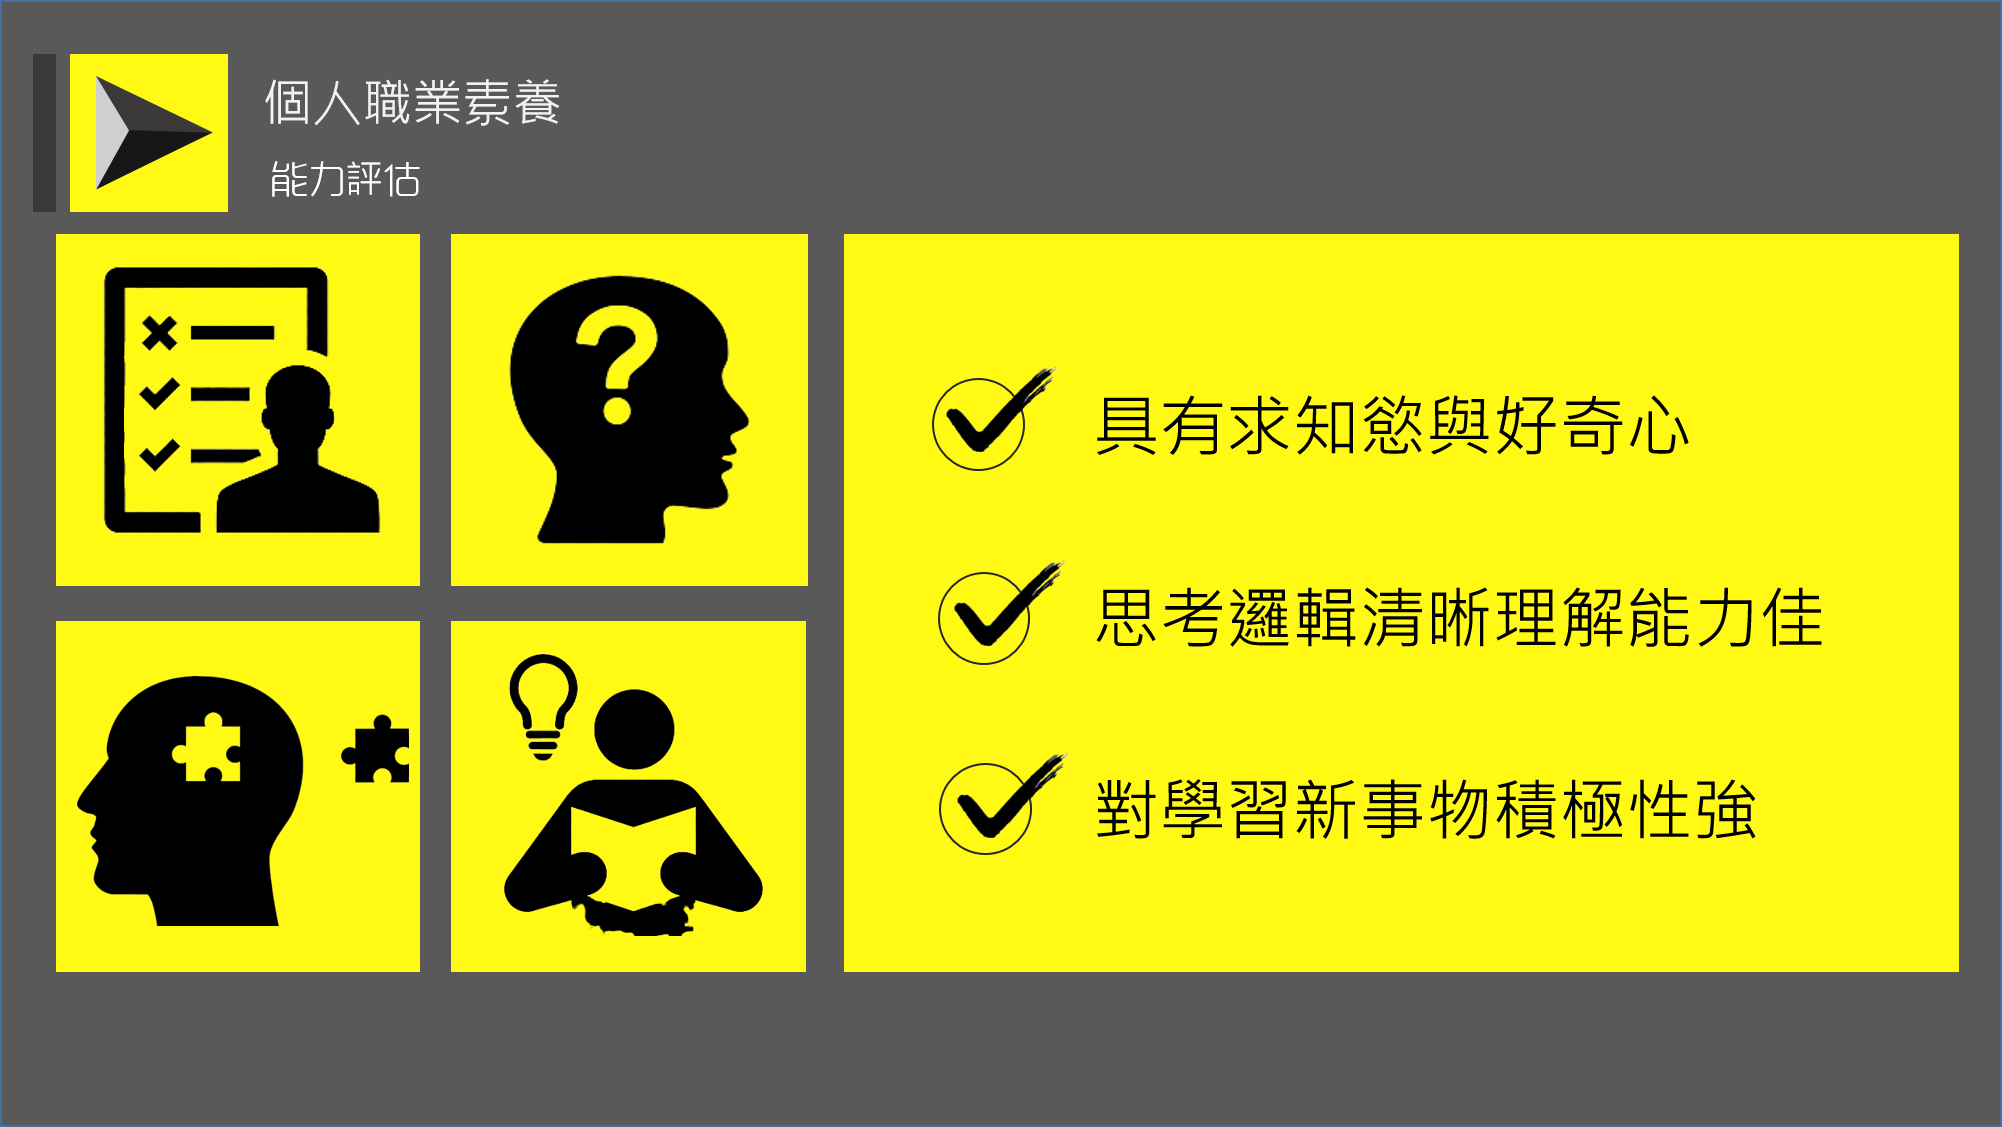 個人職業素養
能力評估
具有求知慾與好奇心
思考邏輯清晰理解能力佳
對學習新事物積極性強